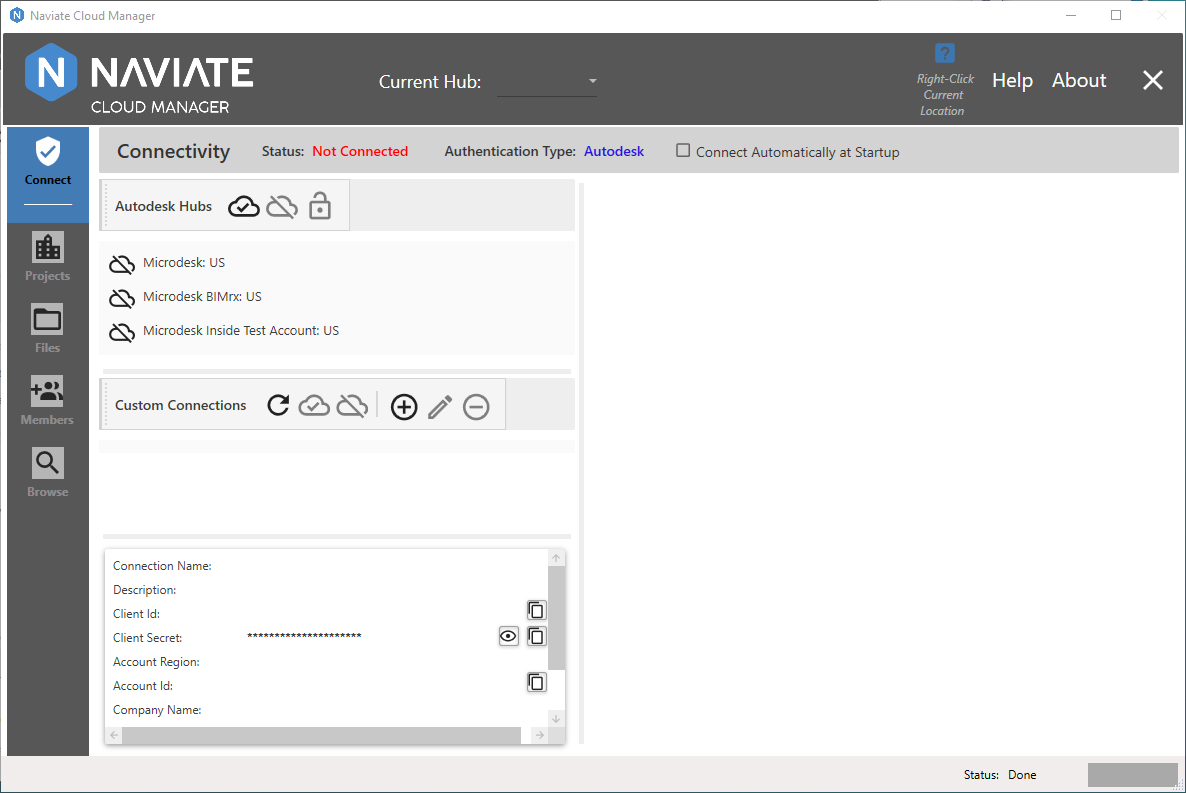 Naviate Cloud Manager
N NAVIATE
CLOUD MANAGER
Current Hub:
?
Right-Click
Current
Location
Help
About
Connect
Projects
Files
Members
Browse
Connectivity Status: Not Connected Authentication Type: Autodesk Connect Automatically at Startup
Autodesk Hubs
Microdesk: US
Microdesk BIMrx: US
Microdesk Inside Test Account: US
Custom Connections
Connection Name:
Description:
Client Id:
Client Secret: *********************
Account Region:
Account Id:
Company Name:
Status: Done